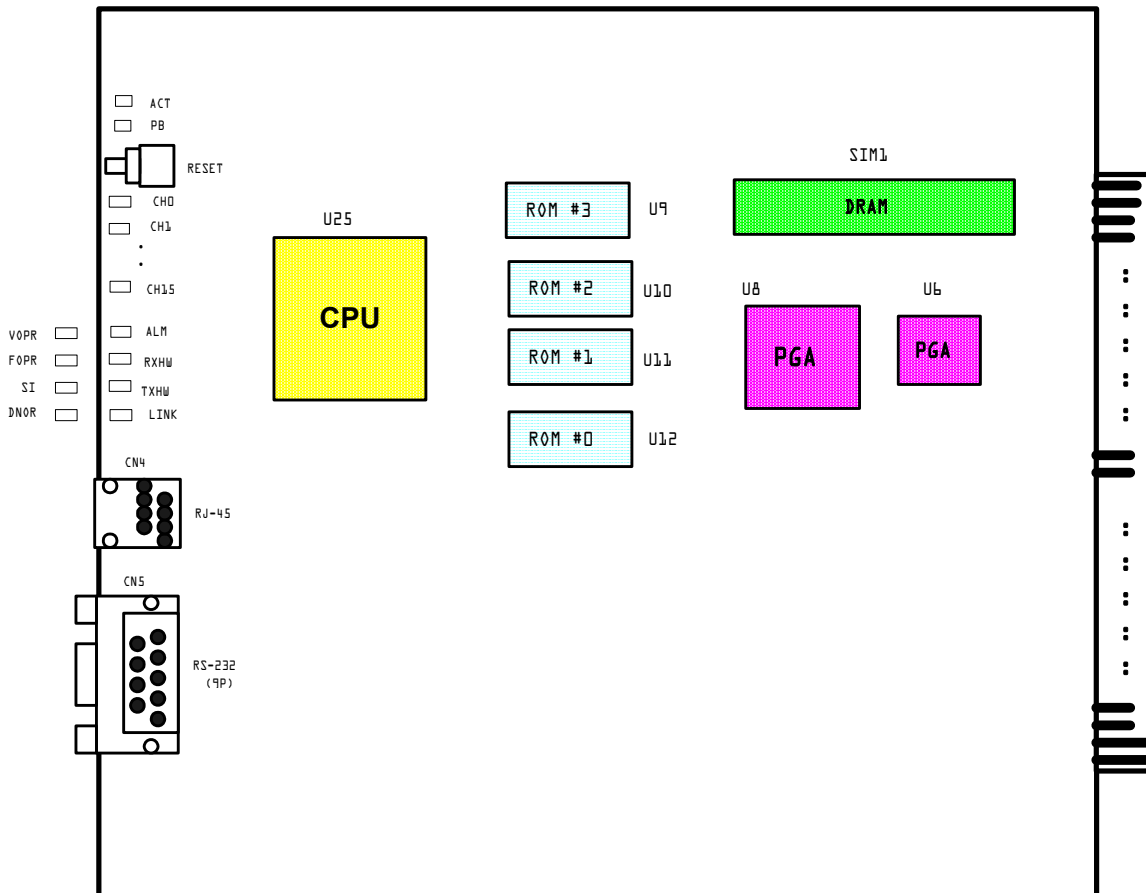 ACT
PB
RESET
CH0
CH1
CH15
VOPR
ALM
FOPR
RXHW
SI
TXHW
DNOR
LINK
CN4
RJ-45
CN5
RS-232
(9P)
U25
CPU
ROM #3
U9
ROM #2
U10
ROM #1
U11
ROM #0
U12
SIM1
DRAM
U8
PGA
U6
PGA